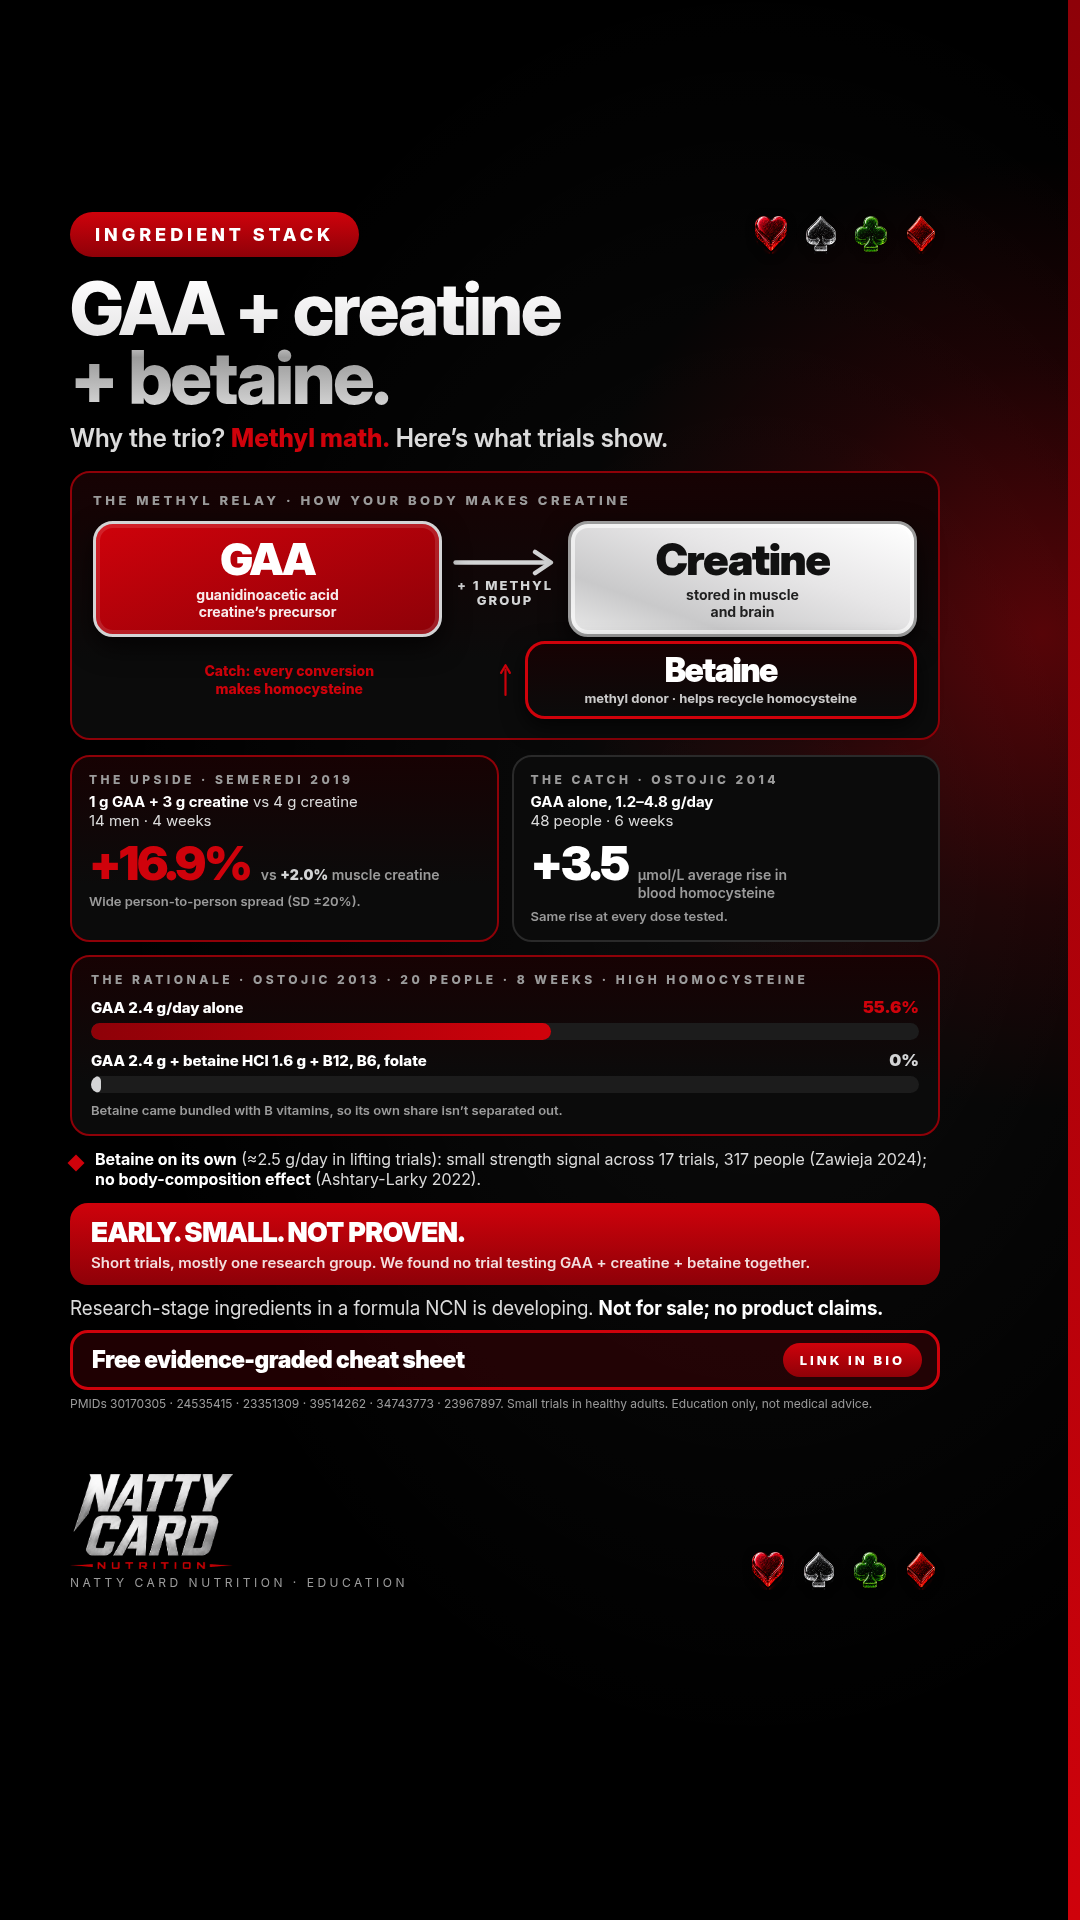 INGREDIENT STACK
GAA + creatine
+ betaine.
Why the trio? Methyl math. Here’s what trials show.
THE METHYL RELAY · HOW YOUR BODY MAKES CREATINE
GAA
guanidinoacetic acid
creatine’s precursor
+ 1 METHYL
GROUP
Creatine
stored in muscle
and brain
Catch: every conversion
makes homocysteine
Betaine
methyl donor · helps recycle homocysteine
THE UPSIDE · SEMEREDI 2019
1 g GAA + 3 g creatine vs 4 g creatine
14 men · 4 weeks
+16.9% vs +2.0% muscle creatine
Wide person-to-person spread (SD ±20%).
THE CATCH · OSTOJIC 2014
GAA alone, 1.2–4.8 g/day
48 people · 6 weeks
+3.5 µmol/L average rise in
blood homocysteine
Same rise at every dose tested.
THE RATIONALE · OSTOJIC 2013 · 20 PEOPLE · 8 WEEKS · HIGH HOMOCYSTEINE
GAA 2.4 g/day alone 55.6%
GAA 2.4 g + betaine HCl 1.6 g + B12, B6, folate 0%
Betaine came bundled with B vitamins, so its own share isn’t separated out.
Betaine on its own (≈2.5 g/day in lifting trials): small strength signal across 17 trials, 317 people (Zawieja 2024);
no body-composition effect (Ashtary-Larky 2022).
EARLY. SMALL. NOT PROVEN.
Short trials, mostly one research group. We found no trial testing GAA + creatine + betaine together.
Research-stage ingredients in a formula NCN is developing. Not for sale; no product claims.
Free evidence-graded cheat sheet
LINK IN BIO
PMIDs 30170305 · 24535415 · 23351309 · 39514262 · 34743773 · 23967897. Small trials in healthy adults. Education only, not medical advice.
NATTY
CARD
NUTRITION
NATTY CARD NUTRITION · EDUCATION